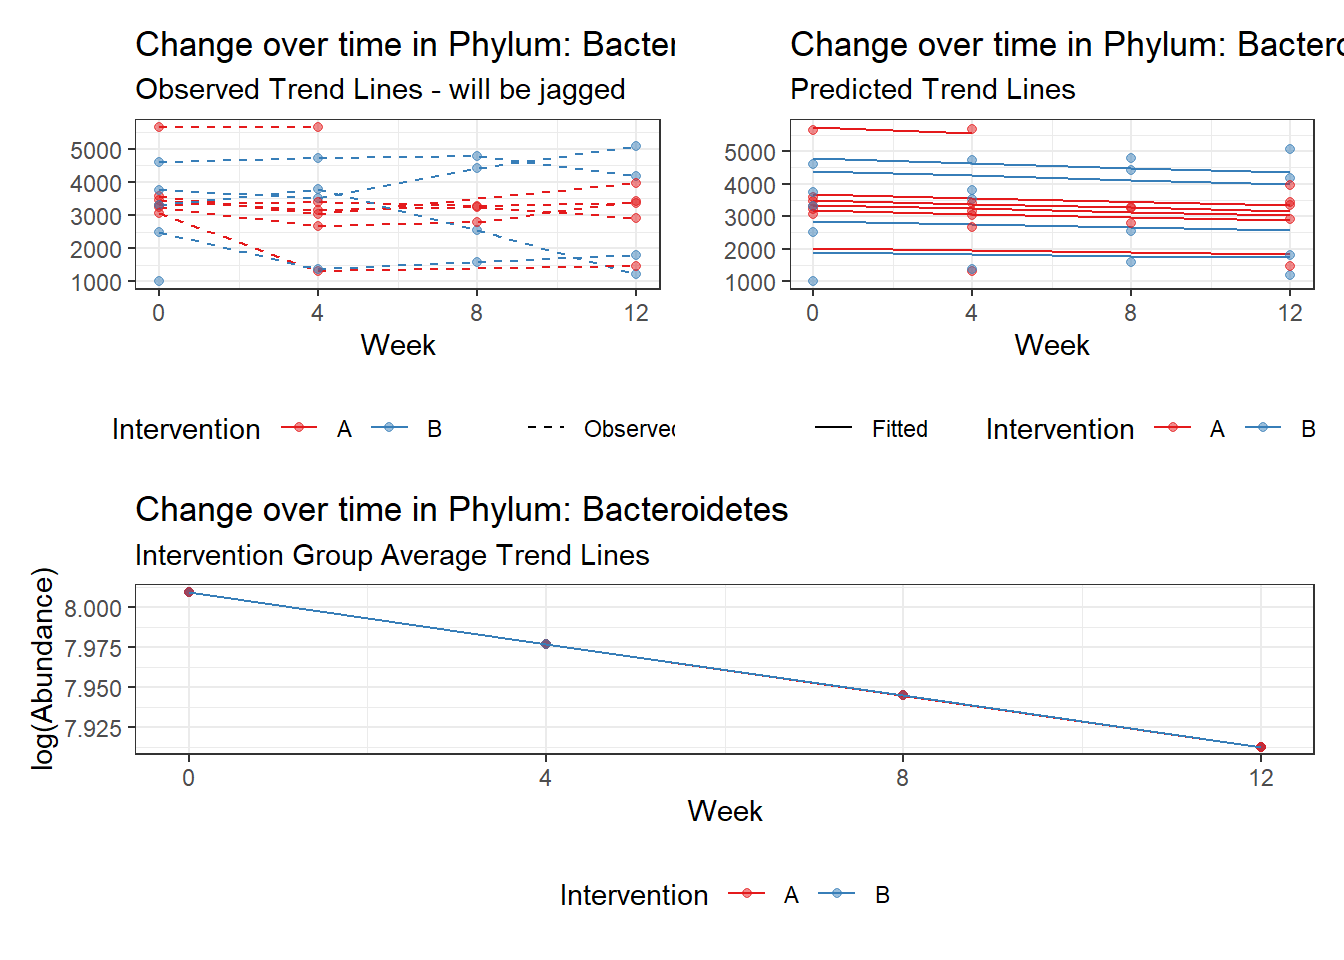 Change over time in Phylum: Bacter
Observed Trend Lines - will be jagged
5000
4000
3000
2000
1000
0 4 8 12
Week
Intervention A B Observed
Change over time in Phylum: Bactero
Predicted Trend Lines
5000
4000
3000
2000
1000
0 4 8 12
Week
Fitted Intervention A B
Change over time in Phylum: Bacteroidetes
Intervention Group Average Trend Lines
log(Abundance)
8.000
7.975
7.950
7.925
0 4 8 12
Week
Intervention A B